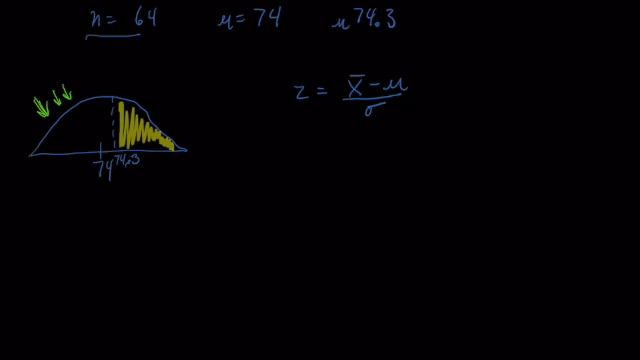 n = 64 μ = 74 μ 74.3
z = x̄ - μ / σ
74 74.3